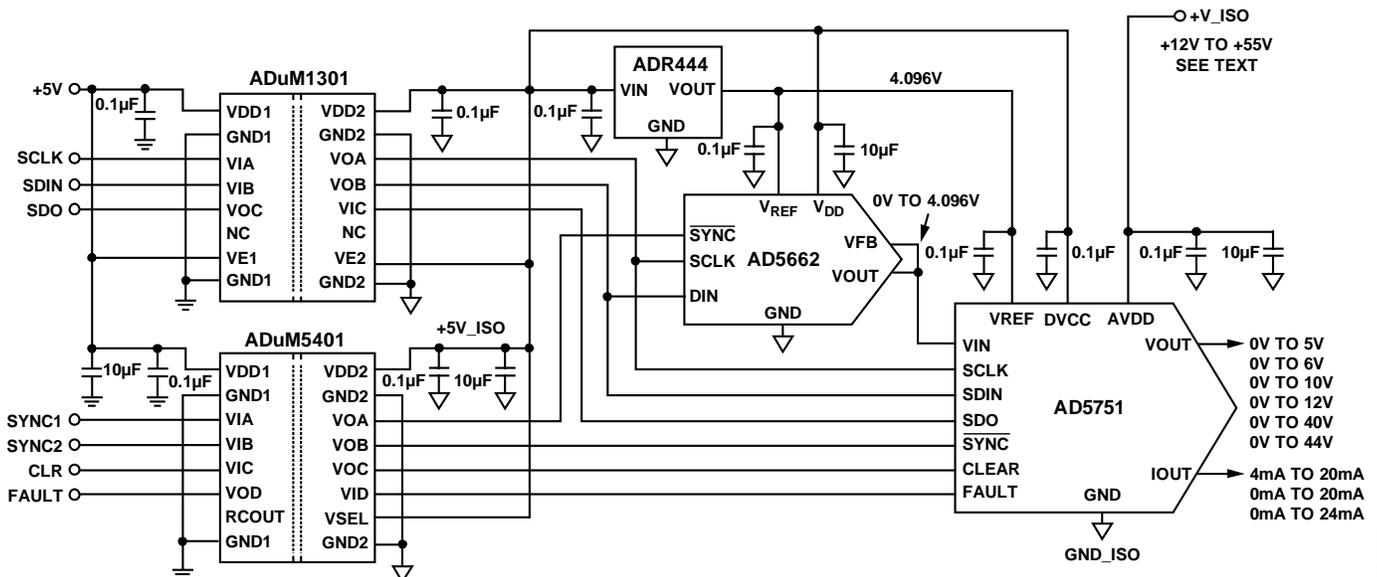 +V_ISO
+12V TO +55V
SEE TEXT
ADuM1301
+5V
0.1µF
VDD1
GND1
VIA
VIB
VOC
NC
VE1
GND1
VDD2
GND2
VOA
VOB
VIC
NC
VE2
GND2
SCLK
SDIN
SDO
0.1µF
0.1µF
ADR444
VIN
VOUT
GND
4.096V
0.1µF
10µF
VREF
VDD
SYNC
SCLK
DIN
AD5662
VFB
VOUT
GND
0V TO 4.096V
0.1µF
0.1µF
0.1µF
10µF
ADuM5401
+5V_ISO
10µF
0.1µF
VDD1
GND1
VIA
VIB
VIC
VOD
RCOUT
GND1
VDD2
GND2
VOA
VOB
VOC
VID
VSEL
GND2
0.1µF
10µF
SYNC1
SYNC2
CLR
FAULT
VREF
DVCC
AVDD
VIN
SCLK
SDIN
SDO
SYNC
CLEAR
FAULT
AD5751
VOUT
IOUT
GND
GND_ISO
0V TO 5V
0V TO 6V
0V TO 10V
0V TO 12V
0V TO 40V
0V TO 44V
4mA TO 20mA
0mA TO 20mA
0mA TO 24mA